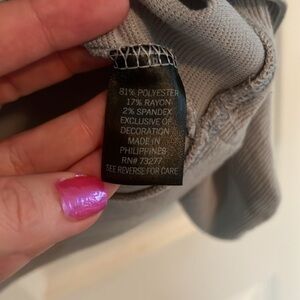 81% POLYESTER
17% RAYON
2% SPANDEX
EXCLUSIVE OF
DECORATION
MADE IN
PHILIPPINES
RN# 73277
SEE REVERSE FOR CARE